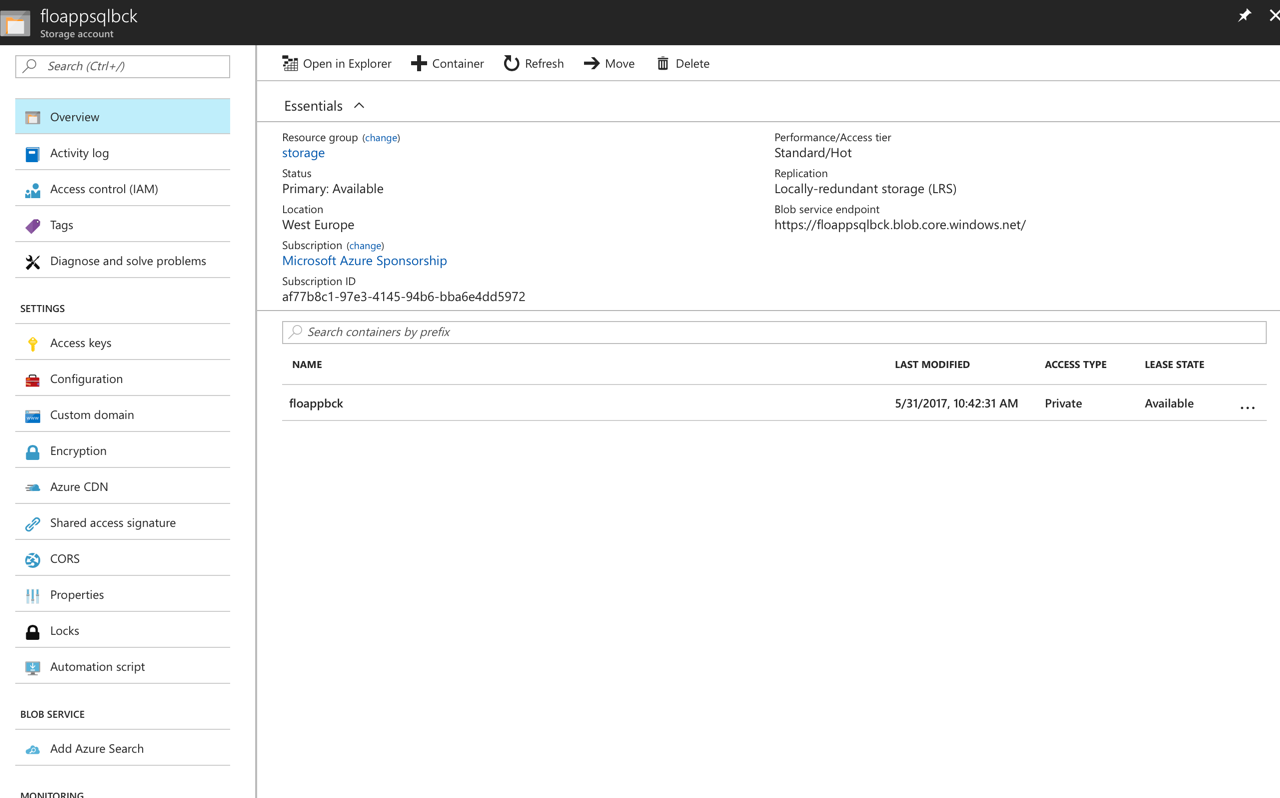 floappsqlbck
Storage account
Search (Ctrl+/)
Overview
Activity log
Access control (IAM)
Tags
Diagnose and solve problems
SETTINGS
Access keys
Configuration
Custom domain
Encryption
Azure CDN
Shared access signature
CORS
Properties
Locks
Automation script
BLOB SERVICE
Add Azure Search
MONITORING
Open in Explorer Container Refresh Move Delete
Essentials
Resource group (change)
storage
Status
Primary: Available
Location
West Europe
Subscription (change)
Microsoft Azure Sponsorship
Subscription ID
af77b8c1-97e3-4145-94b6-bba6e4dd5972
Performance/Access tier
Standard/Hot
Replication
Locally-redundant storage (LRS)
Blob service endpoint
https://floappsqlbck.blob.core.windows.net/
Search containers by prefix
NAME LAST MODIFIED ACCESS TYPE LEASE STATE
floappbck 5/31/2017, 10:42:31 AM Private Available ...